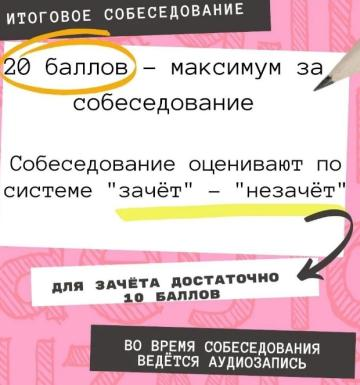 ИТОГОВОЕ СОБЕСЕДОВАНИЕ
20 баллов – максимум за
собеседование
Собеседование оценивают по
системе "зачёт" – "незачёт"
ДЛЯ ЗАЧЁТА ДОСТАТОЧНО
10 БАЛЛОВ
ВО ВРЕМЯ СОБЕСЕДОВАНИЯ
ВЕДЁТСЯ АУДИОЗАПИСЬ